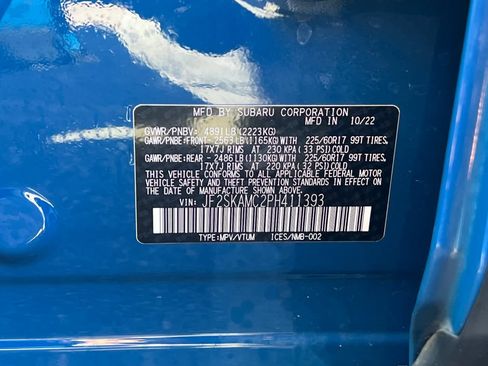 MFD BY SUBARU CORPORATION 10/22
GVWR/PNBV: 4891LB(2223KG)
GAWR/PNBE:FRONT- 2563LB(1165KG)WITH 225/60R17 99T TIRES,
17X7J RIMS AT 230 KPA( 33 PSI)COLD
GAWR/PNBE:REAR - 2486LB(1130KG)WITH 225/60R17 99T TIRES,
17X7J RIMS AT 220 KPA( 32 PSI)COLD
THIS VEHICLE CONFORMS TO ALL APPLICABLE FEDERAL MOTOR
VEHICLE SAFETY AND THEFT PREVENTION STANDARDS IN EFFECT ON
THE DATE OF MANUFACTURE SHOWN ABOVE
VIN: JF2SKAMC2PH411393
TYPE:MPV/VTUM ICES/NMB-002